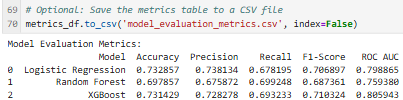 69 # Optional: Save the metrics table to a CSV file
70 metrics_df.to_csv('model_evaluation_metrics.csv', index=False)
Model Evaluation Metrics:
Model Accuracy Precision Recall F1-Score ROC AUC
0 Logistic Regression 0.732857 0.738134 0.678195 0.706897 0.798865
1 Random Forest 0.697857 0.675872 0.699248 0.687361 0.759380
2 XGBoost 0.731429 0.728278 0.693233 0.710324 0.805943